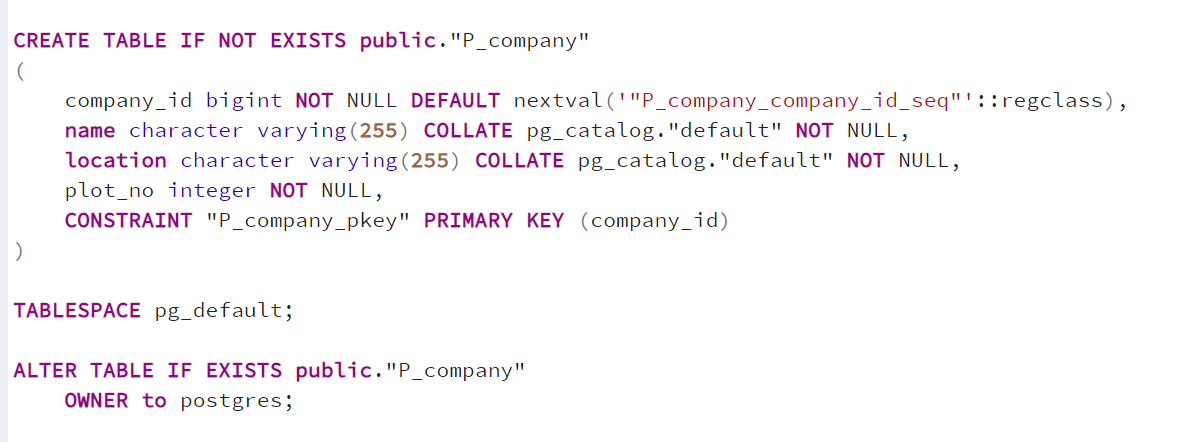 CREATE TABLE IF NOT EXISTS public."P_company"
(
    company_id bigint NOT NULL DEFAULT nextval('"P_company_company_id_seq"'::regclass),
    name character varying(255) COLLATE pg_catalog."default" NOT NULL,
    location character varying(255) COLLATE pg_catalog."default" NOT NULL,
    plot_no integer NOT NULL,
    CONSTRAINT "P_company_pkey" PRIMARY KEY (company_id)
)
TABLESPACE pg_default;
ALTER TABLE IF EXISTS public."P_company"
    OWNER to postgres;